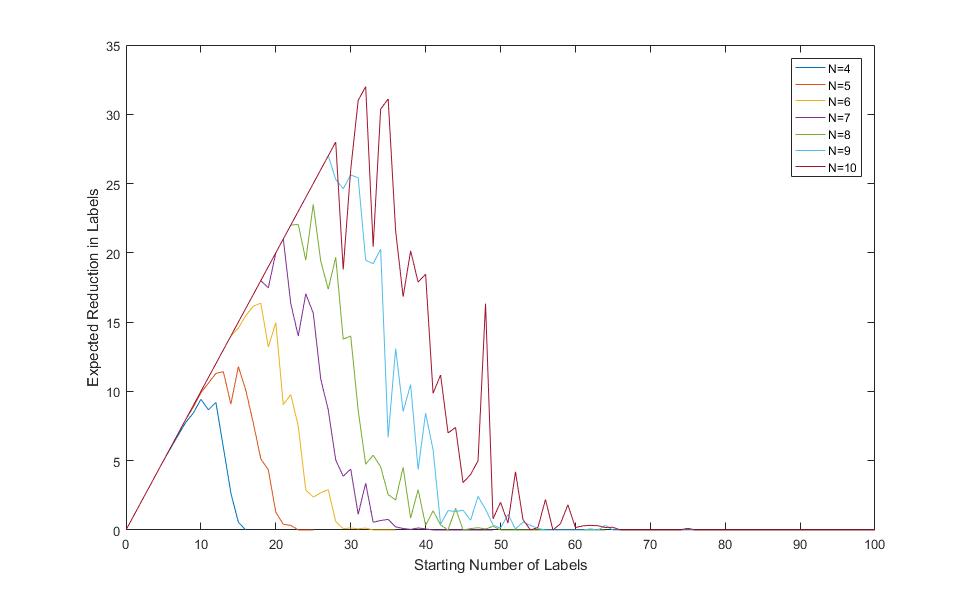 35
30
25
20
15
10
5
0
Expected Reduction in Labels
N=4
N=5
N=6
N=7
N=8
N=9
N=10
0 10 20 30 40 50 60 70 80 90 100
Starting Number of Labels